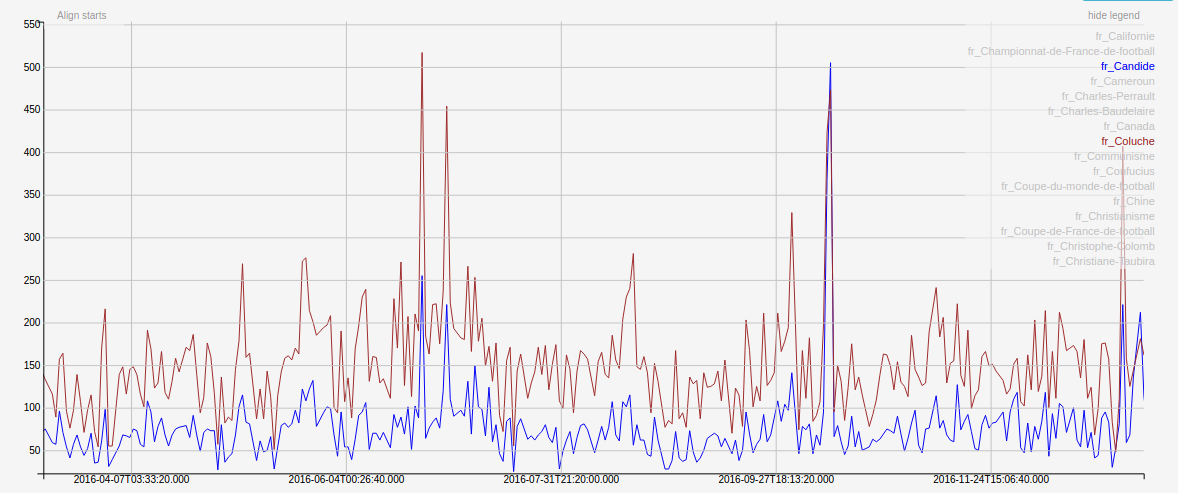 Align starts
hide legend
550
500
450
400
350
300
250
200
150
100
50
fr_Californie
fr_Championnat-de-France-de-football
fr_Candide
fr_Cameroun
fr_Charles-Perrault
fr_Charles-Baudelaire
fr_Canada
fr_Coluche
fr_Communisme
fr_Confucius
fr_Coupe-du-monde-de-football
fr_Chine
fr_Christianisme
fr_Coupe-de-France-de-football
fr_Christophe-Colomb
fr_Christiane-Taubira
2016-04-07T03:33:20.000
2016-06-04T00:26:40.000
2016-07-31T21:20:00.000
2016-09-27T18:13:20.000
2016-11-24T15:06:40.000